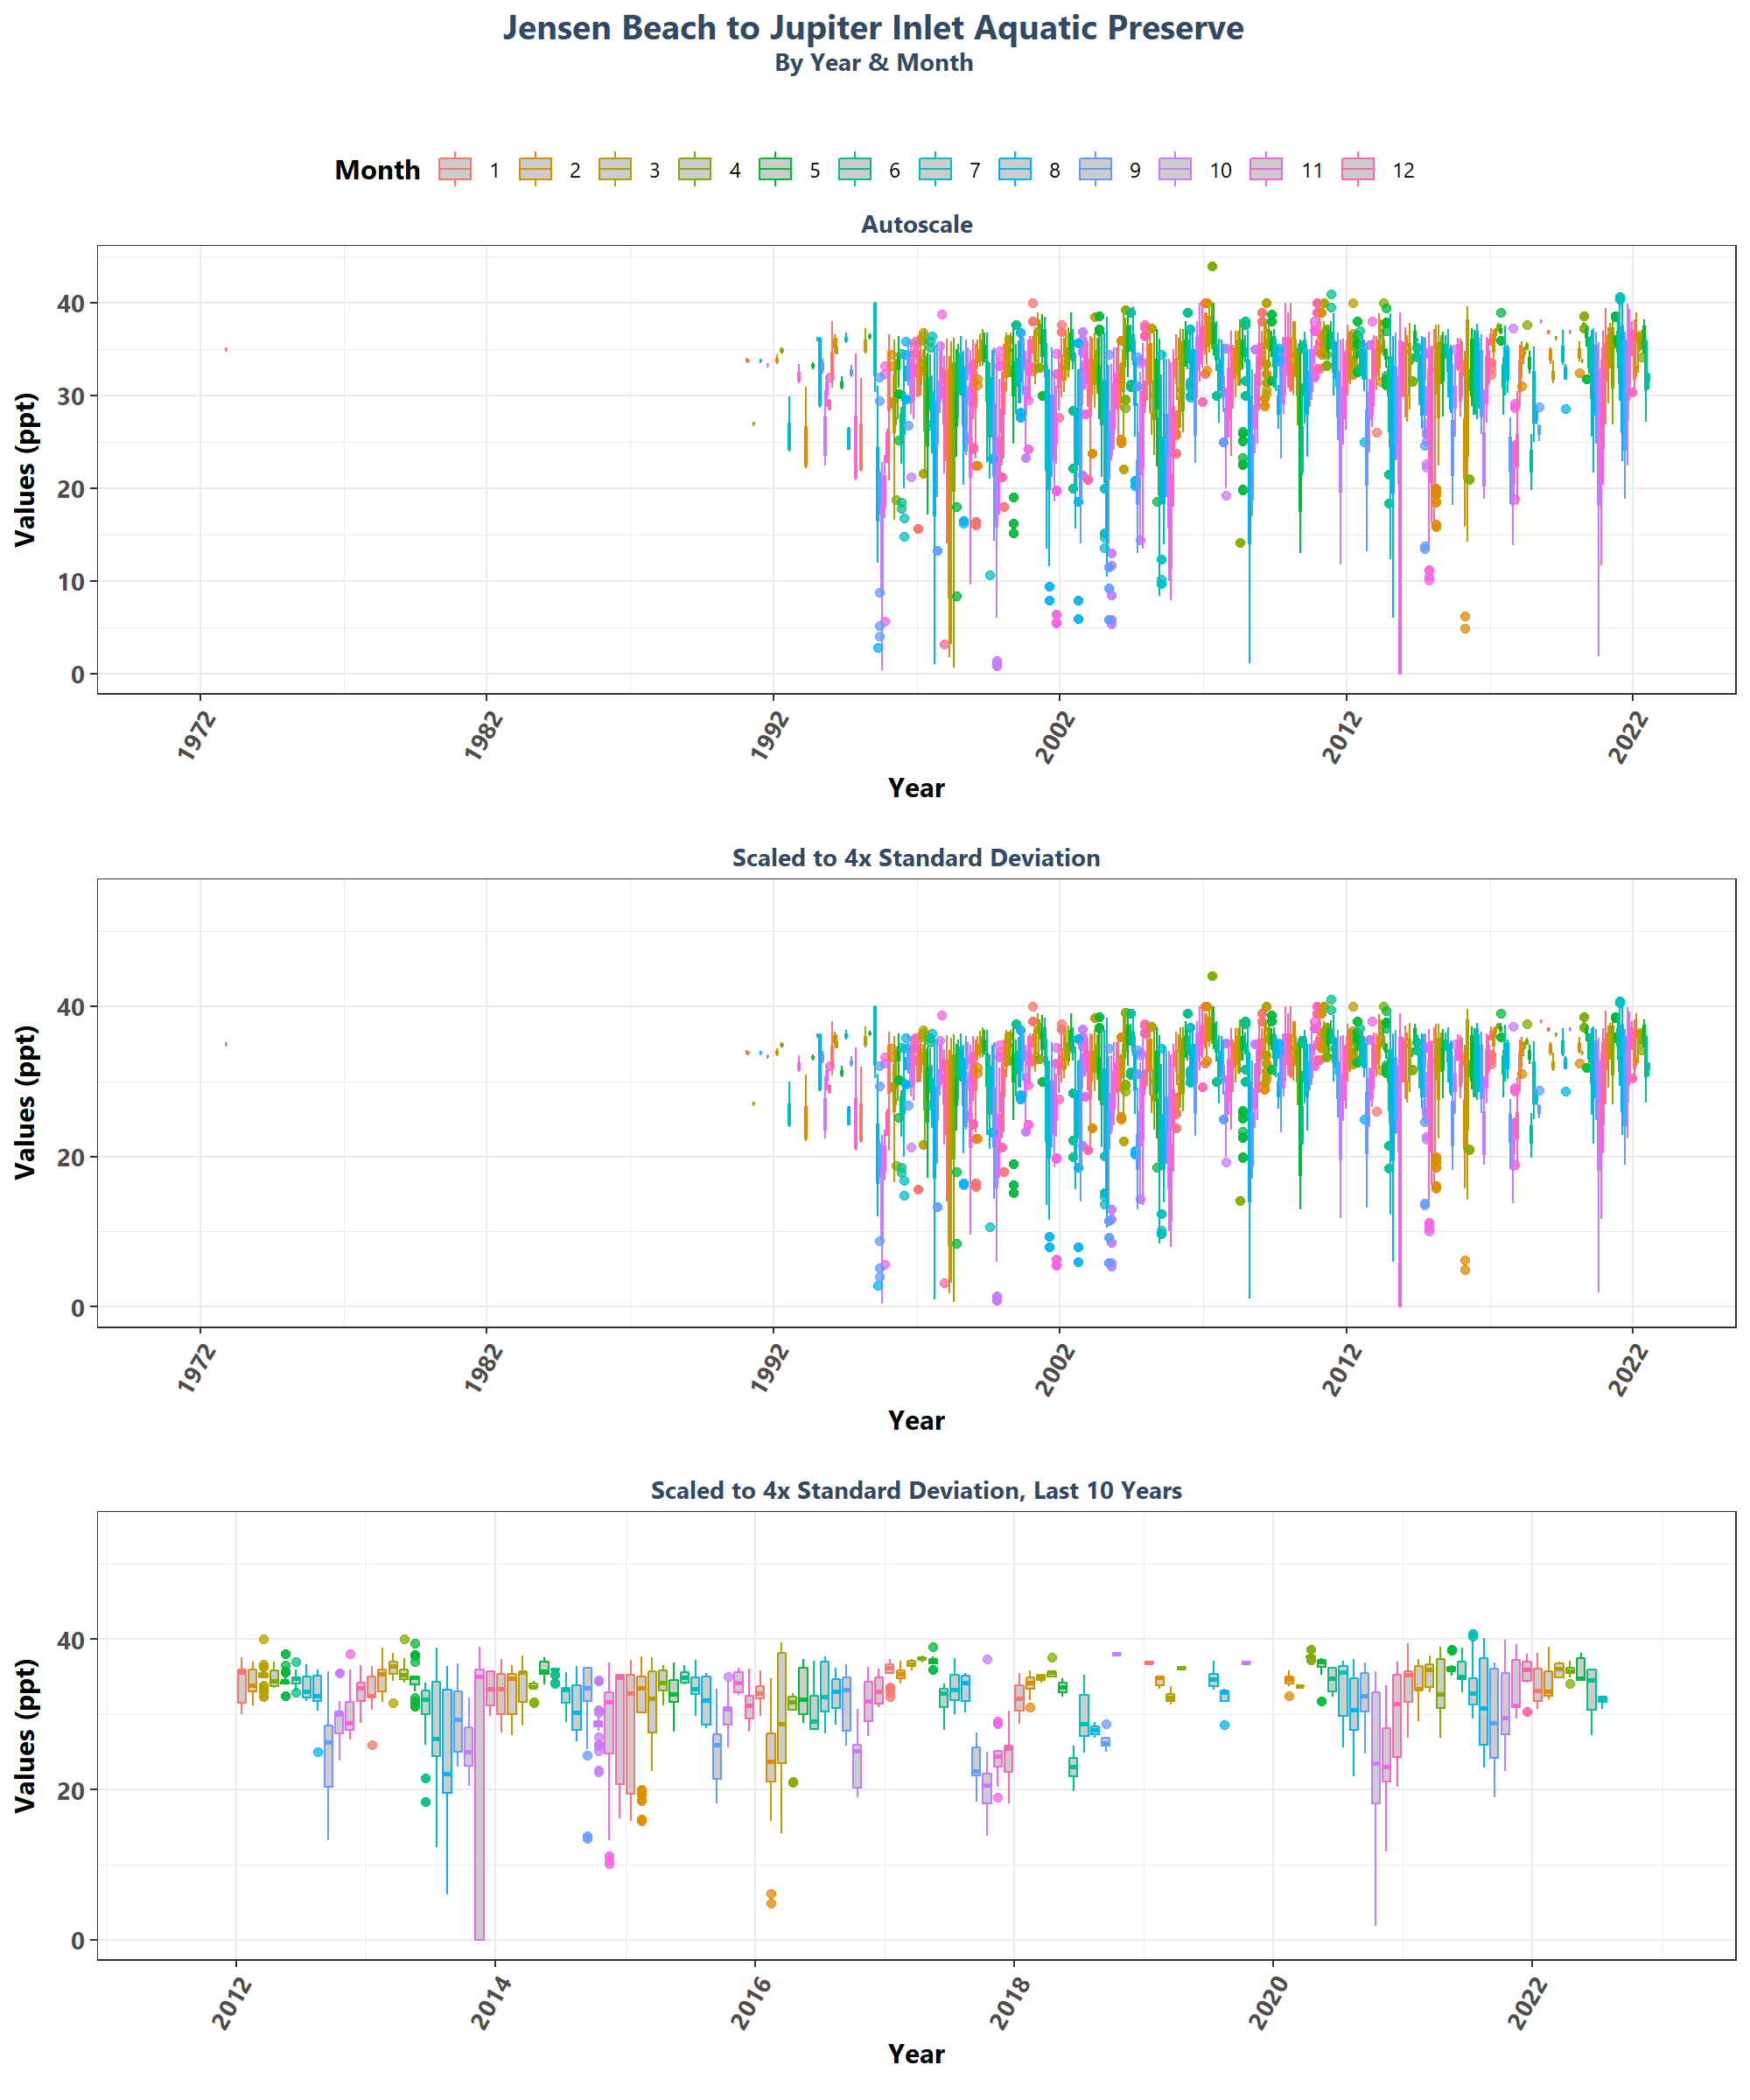 Jensen Beach to Jupiter Inlet Aquatic Preserve
By Year & Month
Month 1 2 3 4 5 6 7 8 9 10 11 12
Autoscale
Values (ppt)
40
30
20
10
0
1972 1982 1992 2002 2012 2022
Year
Scaled to 4x Standard Deviation
Values (ppt)
40
20
0
1972 1982 1992 2002 2012 2022
Year
Scaled to 4x Standard Deviation, Last 10 Years
Values (ppt)
40
20
0
2012 2014 2016 2018 2020 2022
Year